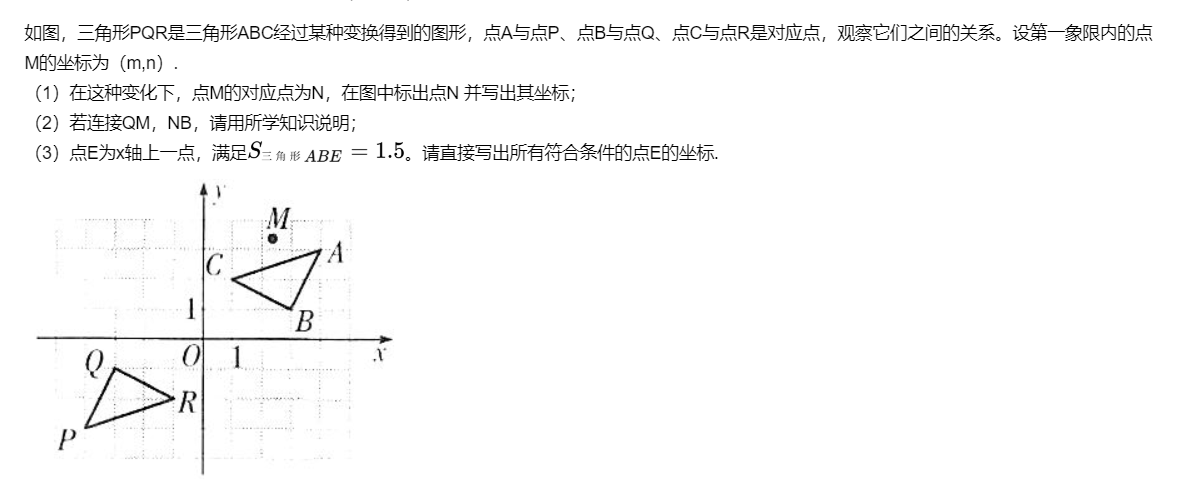 如图，三角形PQR是三角形ABC经过某种变换得到的图形，点A与点P、点B与点Q、点C与点R是对应点，观察它们之间的关系。设第一象限内的点
M的坐标为（m,n）.
（1）在这种变化下，点M的对应点为N，在图中标出点N 并写出其坐标；
（2）若连接QM，NB，请用所学知识说明；
（3）点E为x轴上一点，满足S三角形 ABE = 1.5。请直接写出所有符合条件的点E的坐标.
y
M
A
C
1
B
O 1 x
Q
R
P